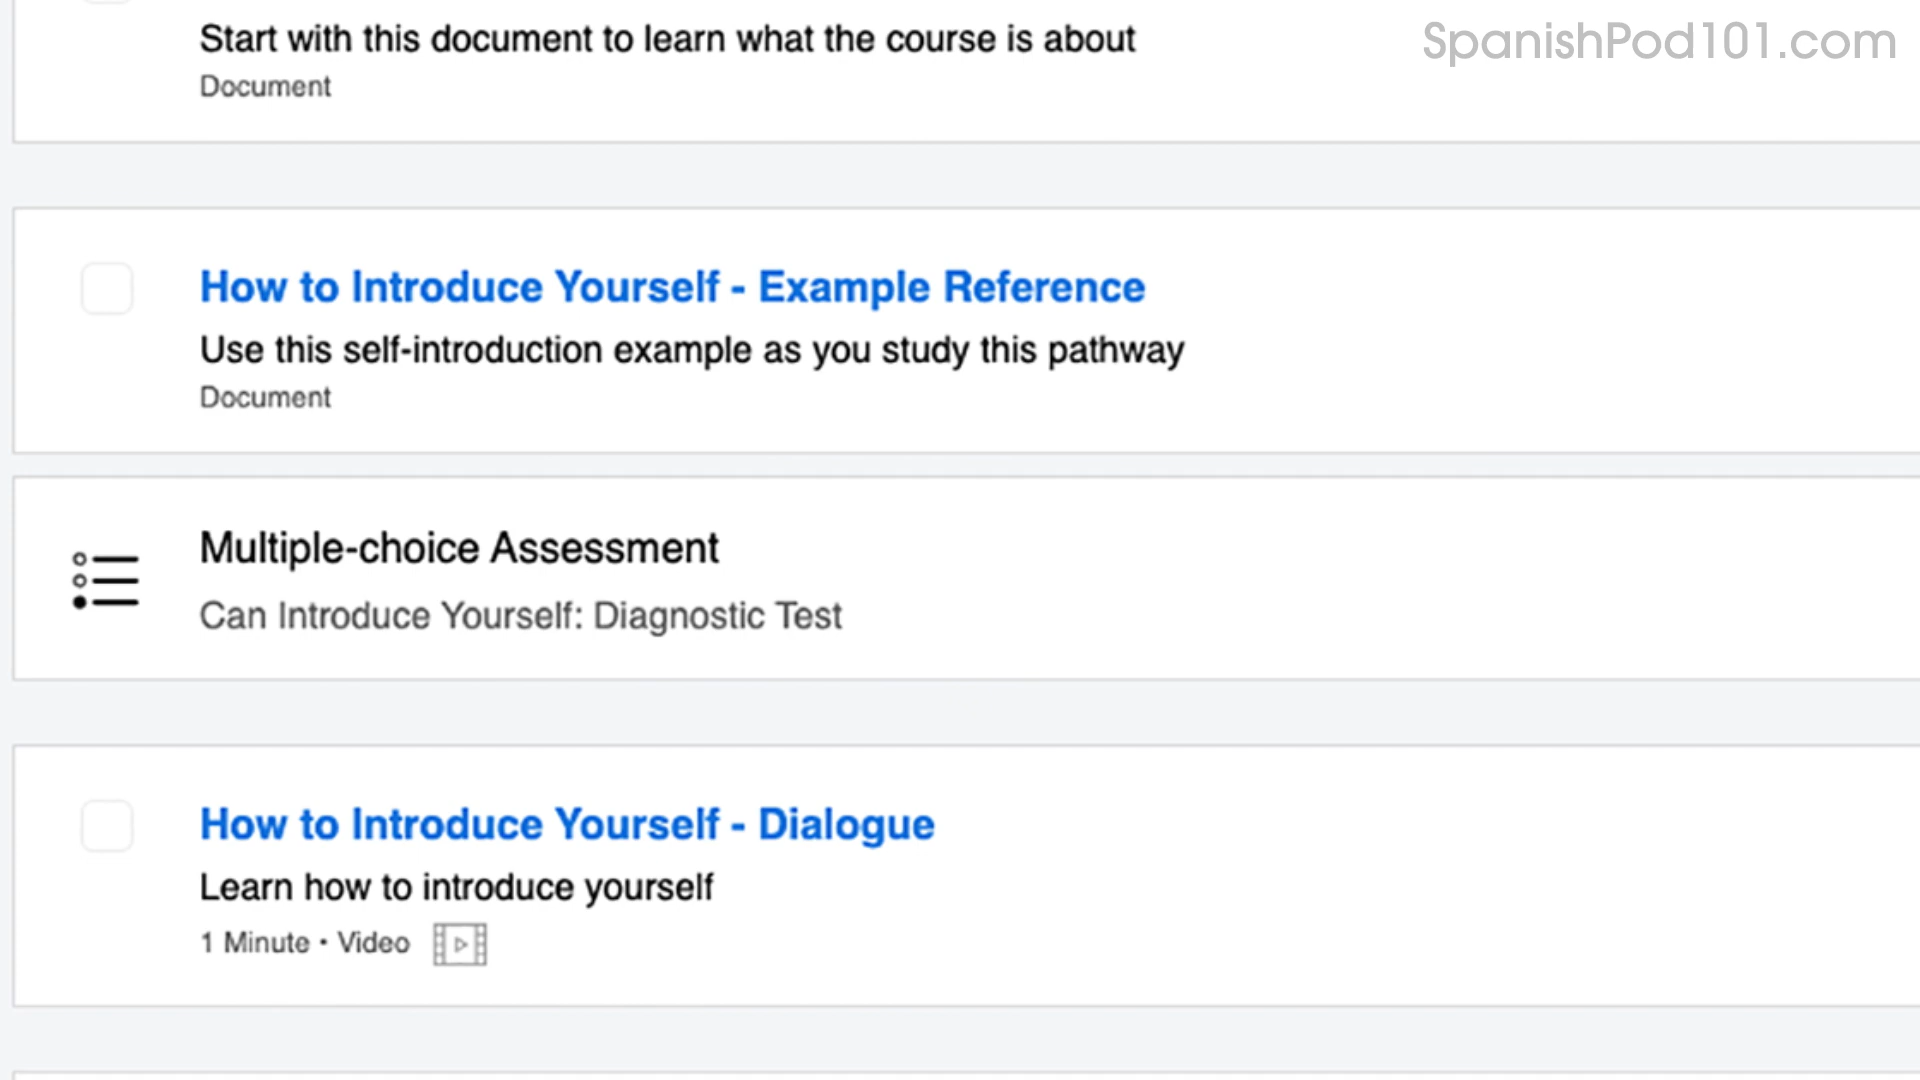 SpanishPod101.com
Start with this document to learn what the course is about
Document
How to Introduce Yourself - Example Reference
Use this self-introduction example as you study this pathway
Document
Multiple-choice Assessment
Can Introduce Yourself: Diagnostic Test
How to Introduce Yourself - Dialogue
Learn how to introduce yourself
1 Minute • Video